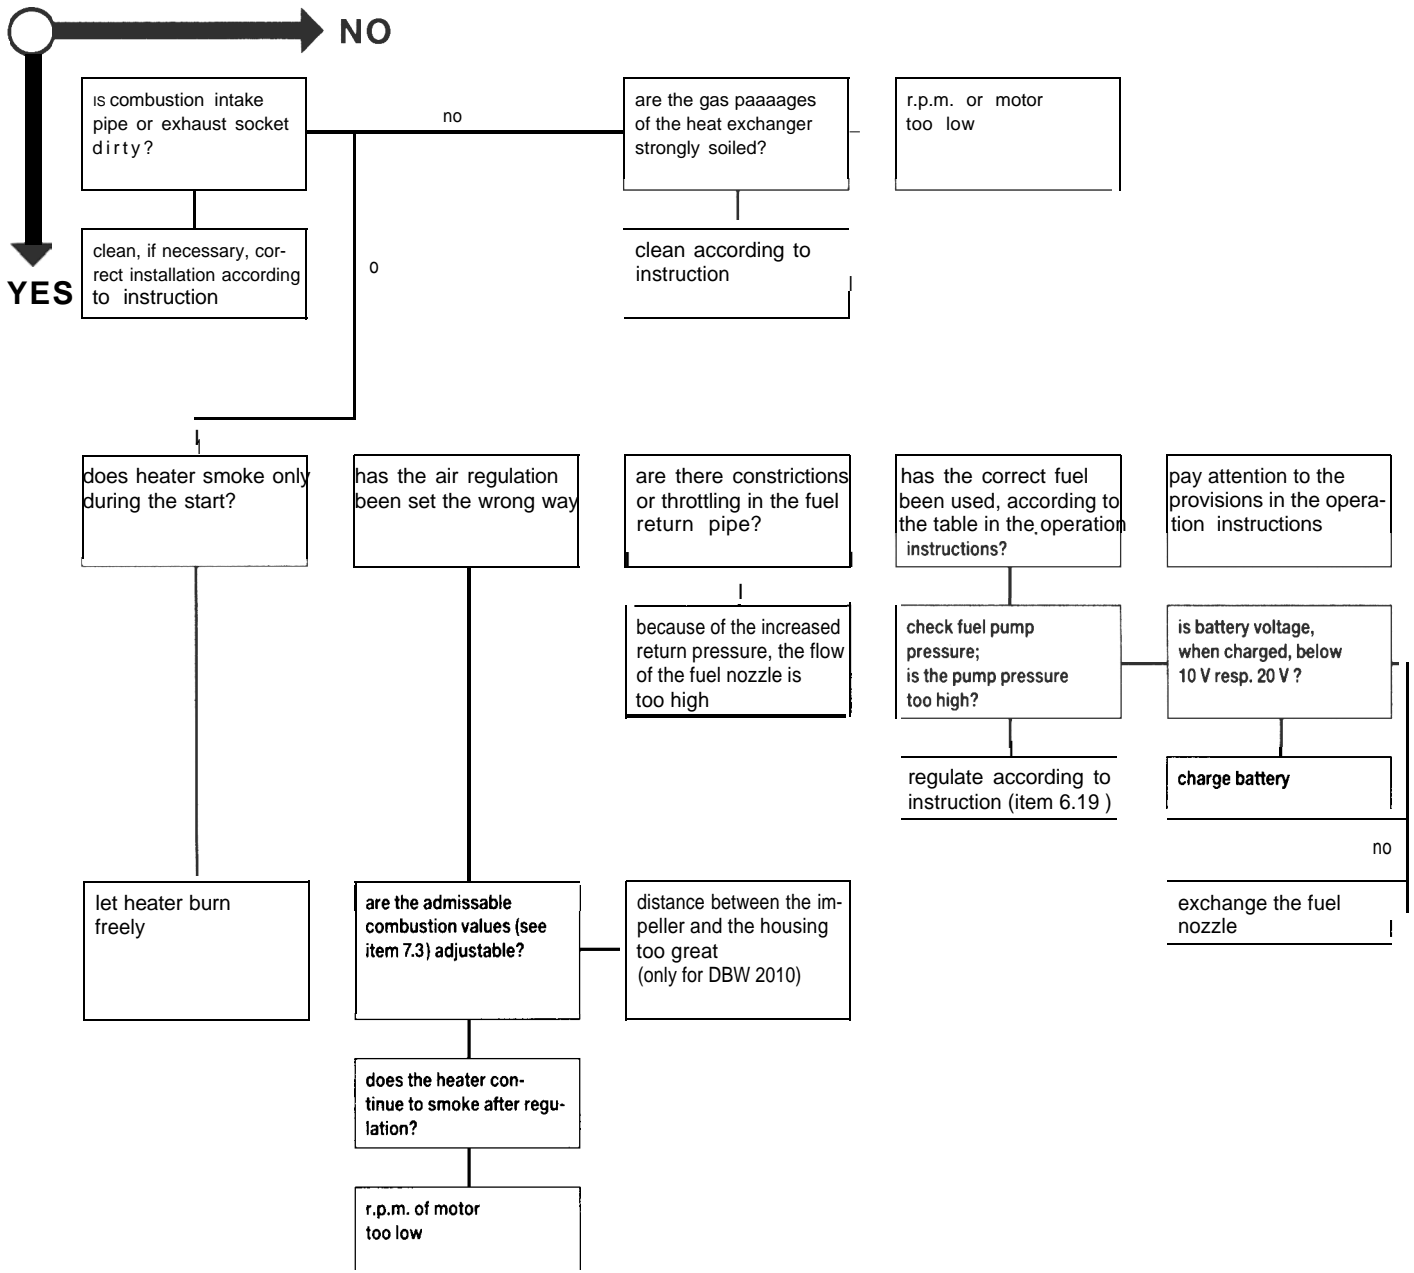 NO
YES
IS combustion intake
pipe or exhaust socket
dirty?
no
are the gas paaaages
of the heat exchanger
strongly soiled?
r.p.m. or motor
too low
clean, if necessary, cor-
rect installation according
to instruction
o
clean according to
instruction
does heater smoke only
during the start?
has the air regulation
been set the wrong way
are there constrictions
or throttling in the fuel
return pipe?
has the correct fuel
been used, according to
the table in the operation
instructions?
pay attention to the
provisions in the opera-
tion instructions
because of the increased
return pressure, the flow
of the fuel nozzle is
too high
check fuel pump
pressure;
is the pump pressure
too high?
is battery voltage,
when charged, below
10 V resp. 20 V ?
regulate according to
instruction (item 6.19 )
charge battery
no
let heater burn
freely
are the admissable
combustion values (see
item 7.3) adjustable?
distance between the im-
peller and the housing
too great
(only for DBW 2010)
exchange the fuel
nozzle
does the heater con-
tinue to smoke after regu-
lation?
r.p.m. of motor
too low